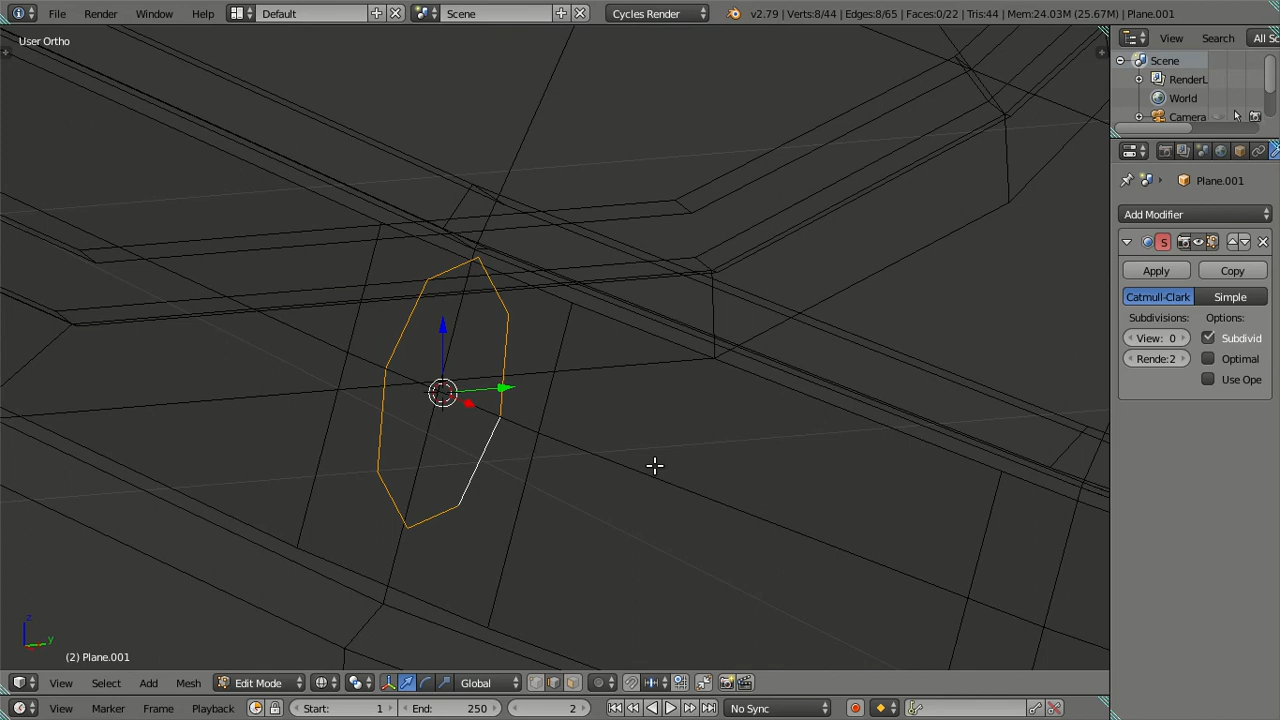 File Render Window Help Default Scene Cycles Render v2.79 | Verts:8/44 | Edges:8/65 | Faces:0/22 | Tris:44 | Mem:24.03M (25.67M) | Plane.001
User Ortho
View Search All Sc
Scene
RenderL
World
Camera
Plane.001
Add Modifier
S
Apply Copy
Catmull-Clark Simple
Subdivisions: Options:
View: 0 Subdivid
Rende: 2 Optimal
Use Ope
z
y
(2) Plane.001
View Select Add Mesh Edit Mode Global
View Marker Frame Playback Start: 1 End: 250 2 No Sync